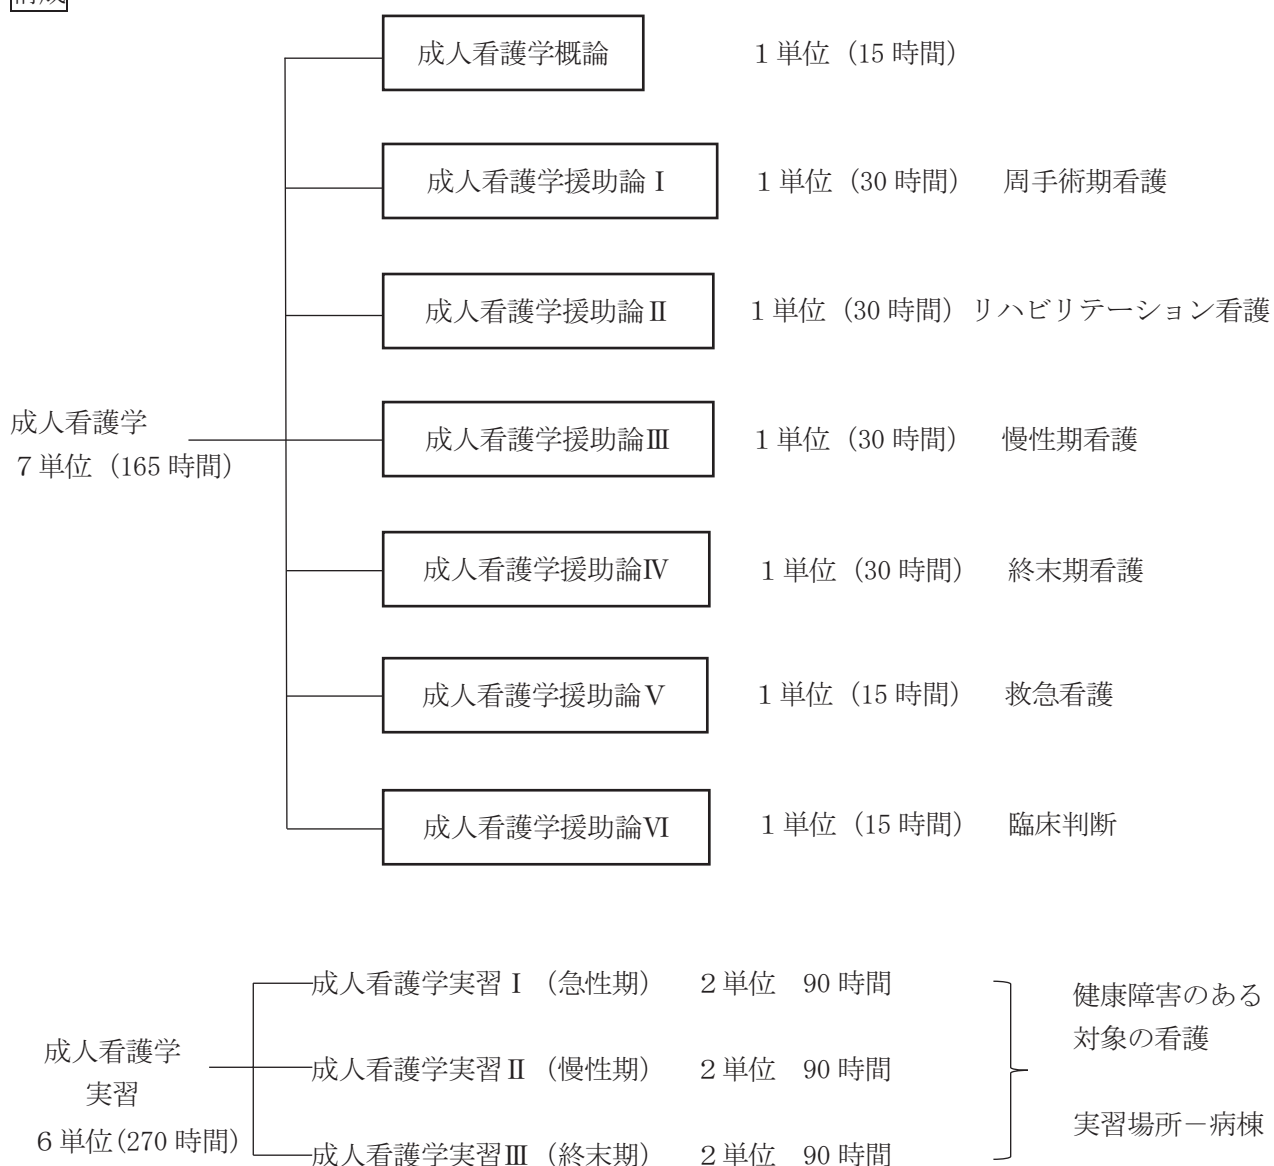 構成
成人看護学概論 1単位（15時間）
成人看護学援助論Ⅰ 1単位（30時間） 周手術期看護
成人看護学援助論Ⅱ 1単位（30時間）リハビリテーション看護
成人看護学
7単位（165時間）
成人看護学援助論Ⅲ 1単位（30時間） 慢性期看護
成人看護学援助論Ⅳ 1単位（30時間） 終末期看護
成人看護学援助論Ⅴ 1単位（15時間） 救急看護
成人看護学援助論Ⅵ 1単位（15時間） 臨床判断
成人看護学
実習
6単位(270時間)
成人看護学実習Ⅰ（急性期） 2単位 90時間
成人看護学実習Ⅱ（慢性期） 2単位 90時間
成人看護学実習Ⅲ（終末期） 2単位 90時間
健康障害のある
対象の看護
実習場所－病棟